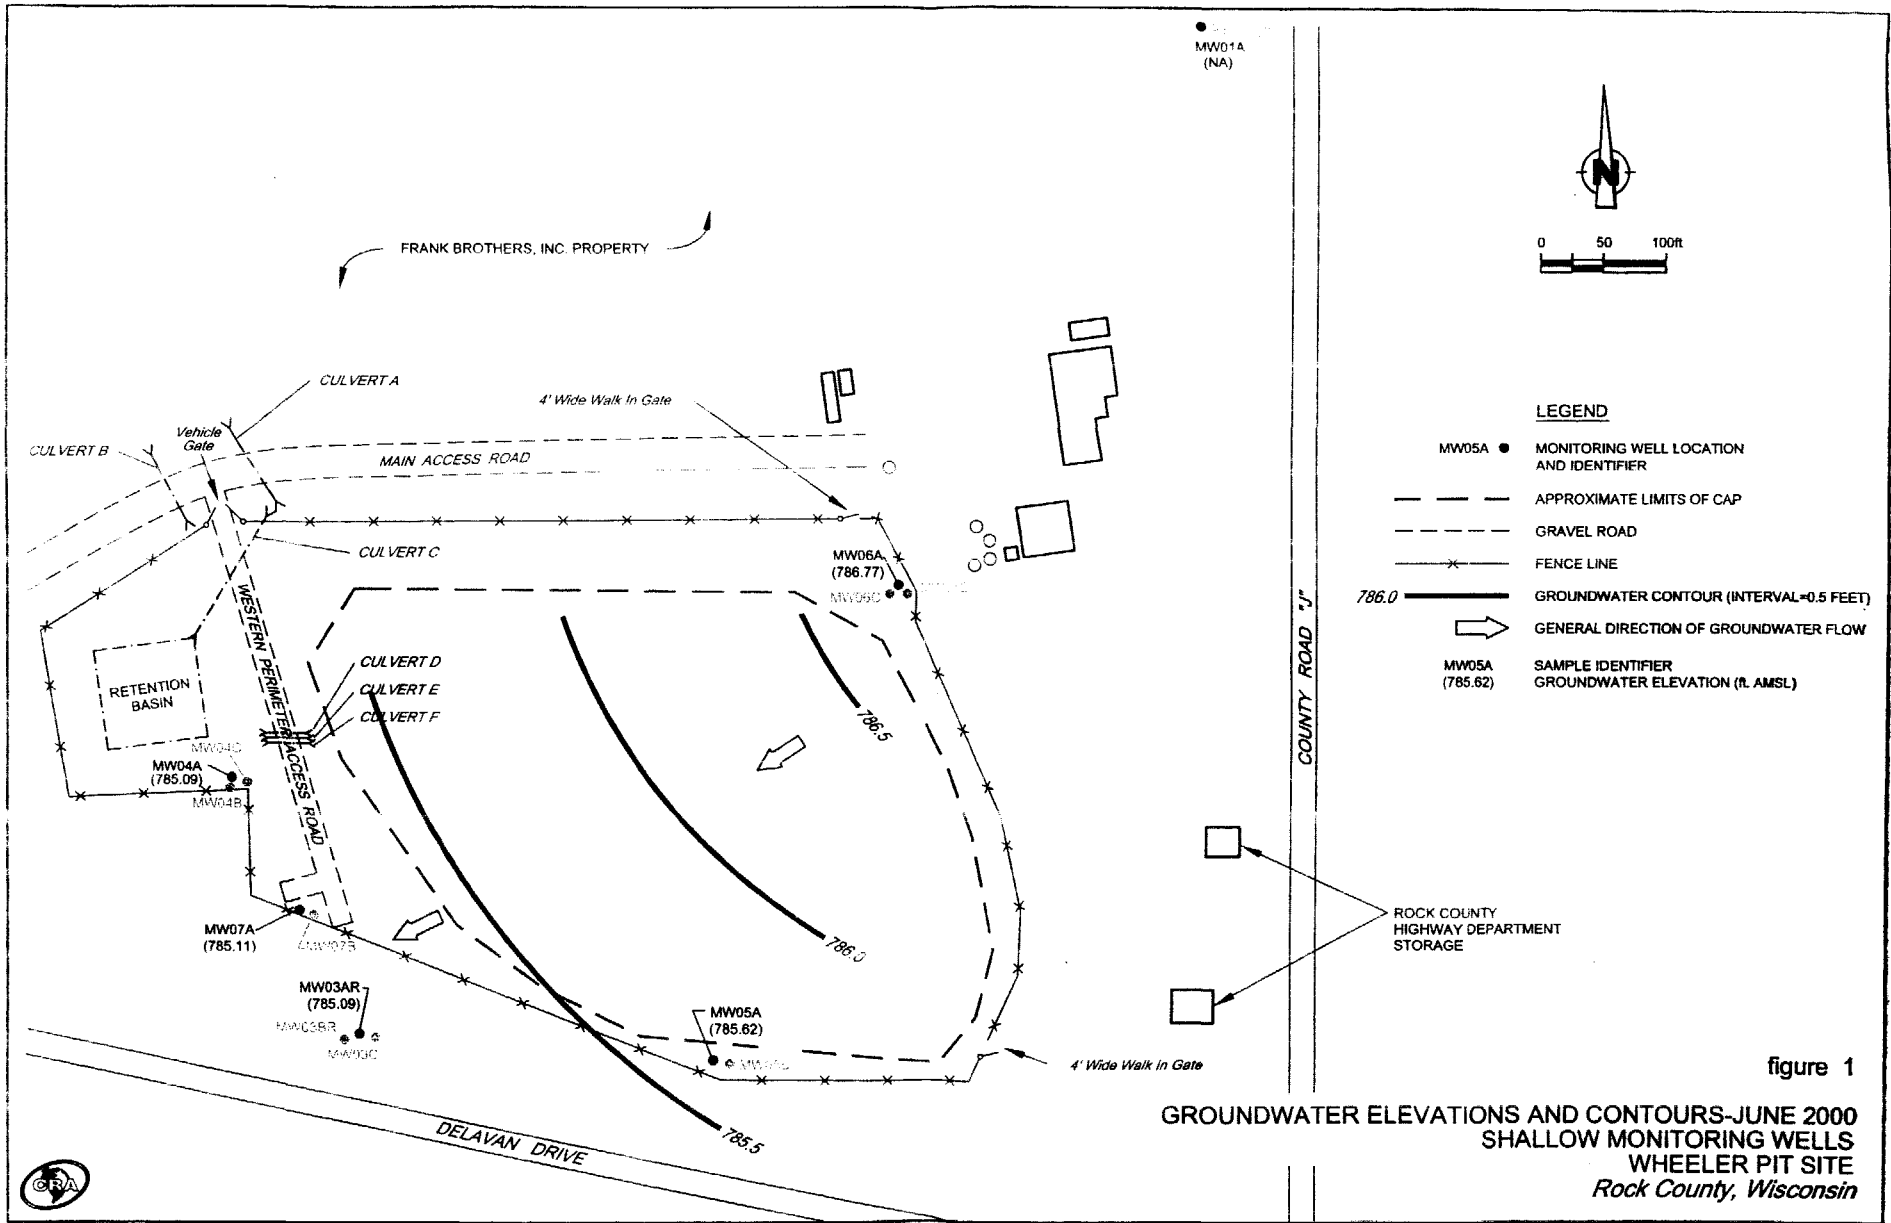 MW01A
(NA)
N
0 50 100ft
FRANK BROTHERS, INC. PROPERTY
CULVERT A
4' Wide Walk In Gate
Vehicle
Gate
CULVERT B
MAIN ACCESS ROAD
CULVERT C
MW06A
(786.77)
MW06C
WESTERN PERIMETER ACCESS ROAD
CULVERT D
CULVERT E
CULVERT F
RETENTION
BASIN
MW04C
MW04A
(785.09)
MW04B
786.5
786.0
785.5
MW07A
(785.11)
MW07B
MW03AR
(785.09)
MW03BR
MW03C
MW05A
(785.62)
DELAVAN DRIVE
COUNTY ROAD "J"
ROCK COUNTY
HIGHWAY DEPARTMENT
STORAGE
4' Wide Walk In Gate
LEGEND
MW05A MONITORING WELL LOCATION
AND IDENTIFIER
APPROXIMATE LIMITS OF CAP
GRAVEL ROAD
FENCE LINE
786.0 GROUNDWATER CONTOUR (INTERVAL=0.5 FEET)
GENERAL DIRECTION OF GROUNDWATER FLOW
MW05A SAMPLE IDENTIFIER
(785.62) GROUNDWATER ELEVATION (ft. AMSL)
figure 1
GROUNDWATER ELEVATIONS AND CONTOURS-JUNE 2000
SHALLOW MONITORING WELLS
WHEELER PIT SITE
Rock County, Wisconsin
CRA